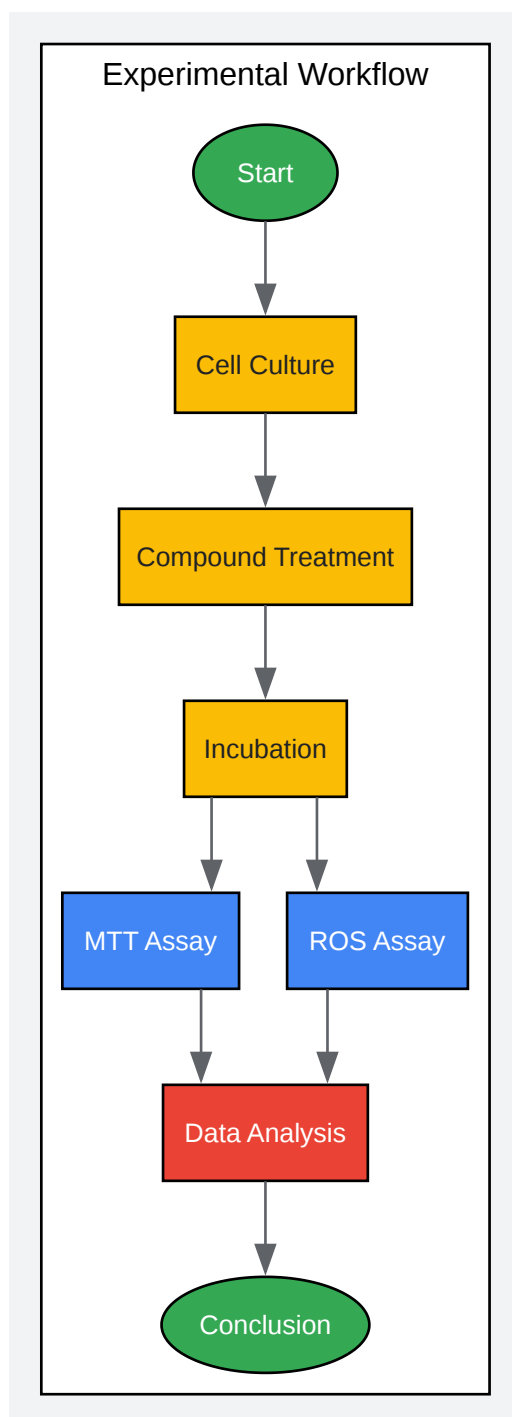 Experimental Workflow
Start
Cell Culture
Compound Treatment
Incubation
MTT Assay
ROS Assay
Data Analysis
Conclusion